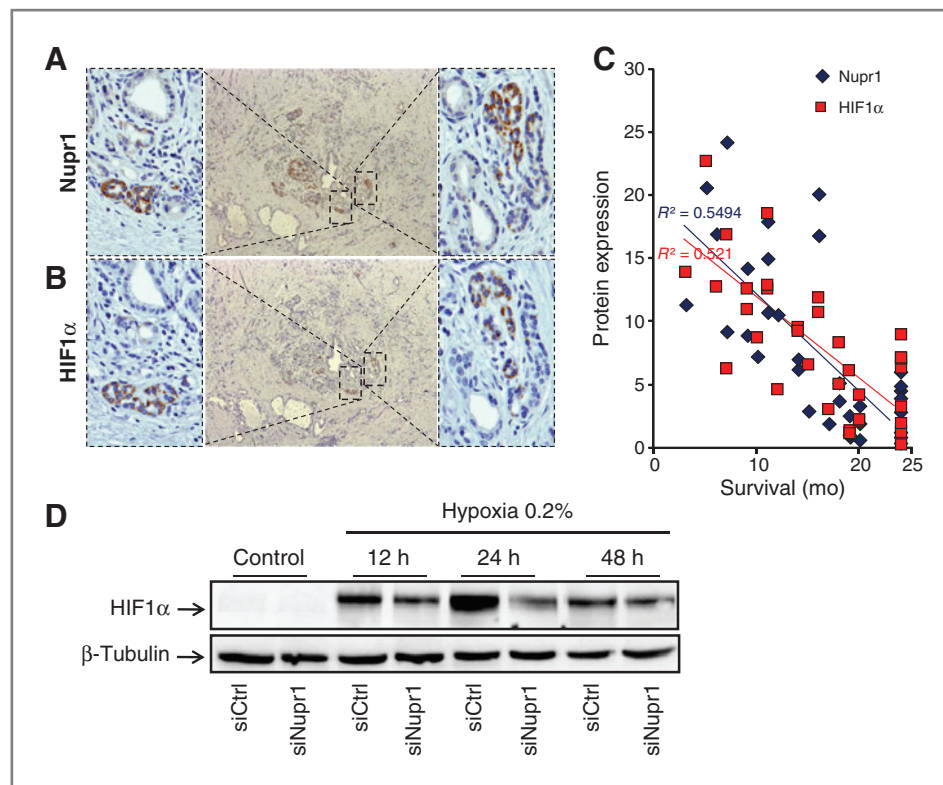 A
Nupr1
B
HIF1α
C
30
25
20
15
10
5
0
Protein expression
Nupr1
HIF1α
R² = 0.5494
R² = 0.521
0
10
20
25
Survival (mo)
D
Hypoxia 0.2%
Control
12 h
24 h
48 h
HIF1α
β-Tubulin
siCtrl
siNupr1
siCtrl
siNupr1
siCtrl
siNupr1
siCtrl
siNupr1